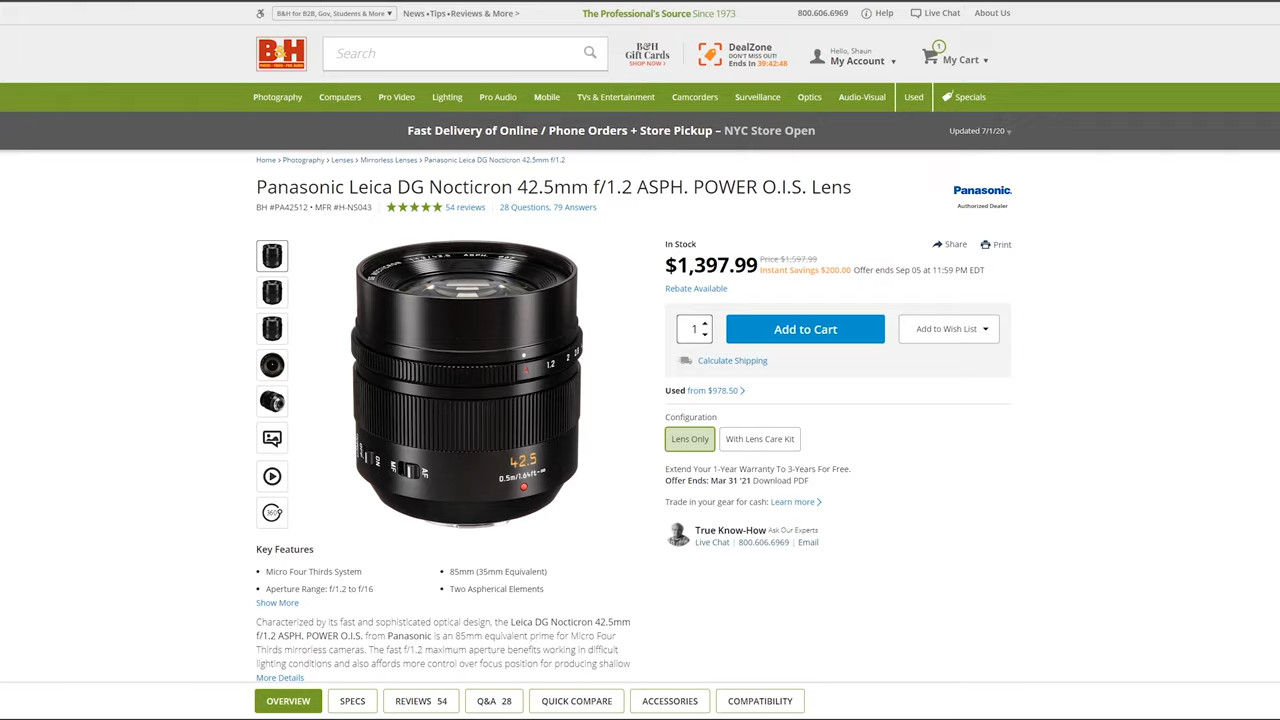 B&H for B2B, Gov, Students & More ▼
News • Tips • Reviews & More >
The Professional's Source Since 1973
800.606.6969
Help
Live Chat
About Us
B&H
PHOTO · VIDEO · PRO AUDIO
Search
B&H
Gift Cards
SHOP NOW >
DealZone
DON'T MISS OUT!
Ends In 39:42:48
Hello, Shaun
My Account ▼
1
My Cart ▼
Photography
Computers
Pro Video
Lighting
Pro Audio
Mobile
TVs & Entertainment
Camcorders
Surveillance
Optics
Audio-Visual
Used
Specials
Fast Delivery of Online / Phone Orders + Store Pickup – NYC Store Open
Updated 7/1/20
Home › Photography › Lenses › Mirrorless Lenses › Panasonic Leica DG Nocticron 42.5mm f/1.2
Panasonic Leica DG Nocticron 42.5mm f/1.2 ASPH. POWER O.I.S. Lens
Panasonic.
Authorized Dealer
BH #PA42512 • MFR #H-NS043
54 reviews
28 Questions, 79 Answers
ASPH.
1.2 2 2.8
42.5
0.5m/1.64ft-∞
ON
MF
AF
360
In Stock
Share
Print
$1,397.99
Price $1,597.99
Instant Savings $200.00 Offer ends Sep 05 at 11:59 PM EDT
Rebate Available
1
Add to Cart
Add to Wish List
Calculate Shipping
Used from $978.50
Configuration
Lens Only
With Lens Care Kit
Extend Your 1-Year Warranty To 3-Years For Free.
Offer Ends: Mar 31 '21 Download PDF
Trade in your gear for cash: Learn more
True Know-How Ask Our Experts
Live Chat | 800.606.6969 | Email
Key Features
• Micro Four Thirds System
• Aperture Range: f/1.2 to f/16
• 85mm (35mm Equivalent)
• Two Aspherical Elements
Show More
Characterized by its fast and sophisticated optical design, the Leica DG Nocticron 42.5mm
f/1.2 ASPH. POWER O.I.S. from Panasonic is an 85mm equivalent prime for Micro Four
Thirds mirrorless cameras. The fast f/1.2 maximum aperture benefits working in difficult
lighting conditions and also affords more control over focus position for producing shallow
More Details
OVERVIEW
SPECS
REVIEWS 54
Q&A 28
QUICK COMPARE
ACCESSORIES
COMPATIBILITY